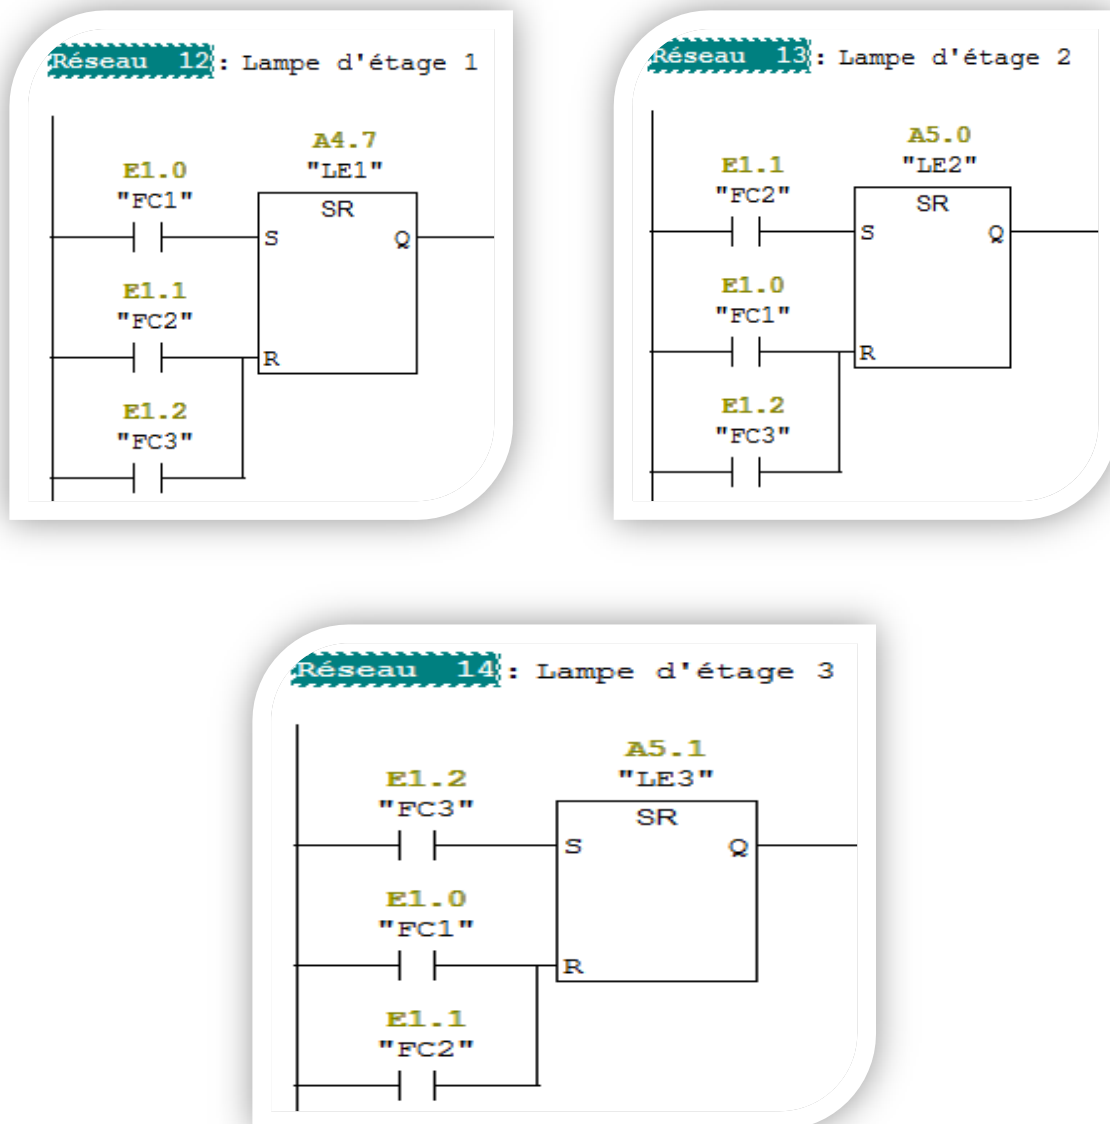 Réseau 12 : Lampe d'étage 1
A4.7
"LE1"
E1.0
"FC1"
SR
S
Q
E1.1
"FC2"
R
E1.2
"FC3"
Réseau 13 : Lampe d'étage 2
A5.0
"LE2"
E1.1
"FC2"
SR
S
Q
E1.0
"FC1"
R
E1.2
"FC3"
Réseau 14 : Lampe d'étage 3
A5.1
"LE3"
E1.2
"FC3"
SR
S
Q
E1.0
"FC1"
R
E1.1
"FC2"